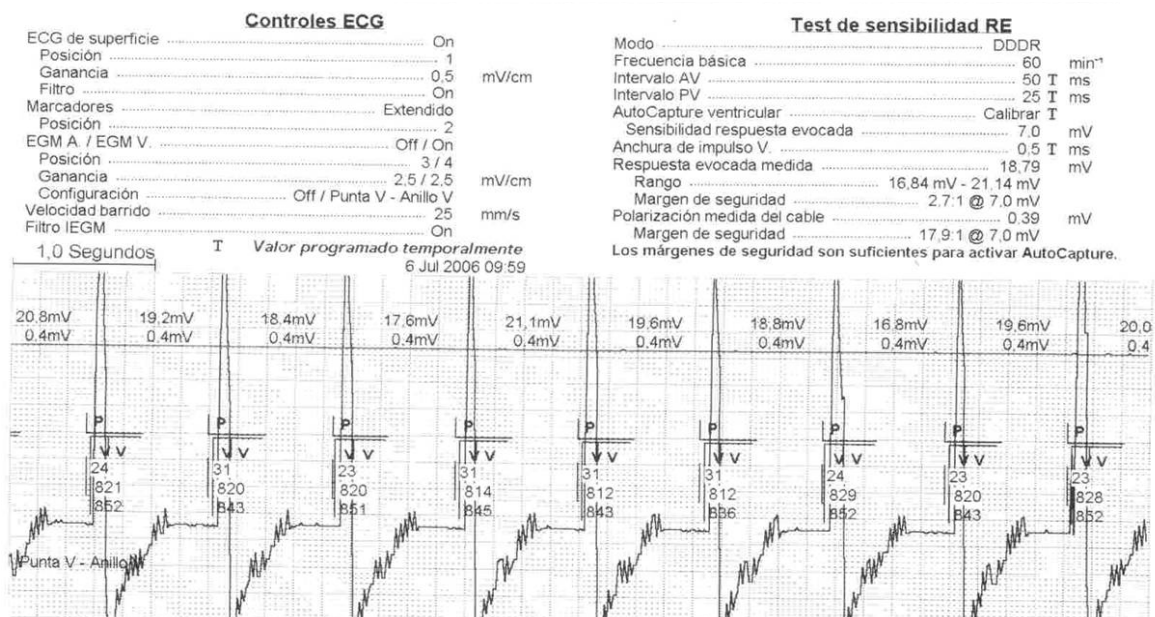 Controles ECG
ECG de superficie On
Posición 1
Ganancia 0,5 mV/cm
Filtro On
Marcadores Extendido
Posición 2
EGM A. / EGM V. Off / On
Posición 3 / 4
Ganancia 2,5 / 2,5 mV/cm
Configuración Off / Punta V - Anillo V
Velocidad barrido 25 mm/s
Filtro IEGM On
Test de sensibilidad RE
Modo DDDR
Frecuencia básica 60 min⁻¹
Intervalo AV 50 T ms
Intervalo PV 25 T ms
AutoCapture ventricular Calibrar T
Sensibilidad respuesta evocada 7,0 mV
Anchura de impulso V. 0,5 T ms
Respuesta evocada medida 18,79 mV
Rango 16,84 mV - 21,14 mV
Margen de seguridad 2,7:1 @ 7,0 mV
Polarización medida del cable 0,39 mV
Margen de seguridad 17,9:1 @ 7,0 mV
Los márgenes de seguridad son suficientes para activar AutoCapture.
1,0 Segundos T Valor programado temporalmente
6 Jul 2006 09:59
20,8mV 19,2mV 18,4mV 17,6mV 21,1mV 19,6mV 18,8mV 16,8mV 19,6mV 20,0
0,4mV 0,4mV 0,4mV 0,4mV 0,4mV 0,4mV 0,4mV 0,4mV 0,4mV 0,4
P P P P P P P P P
V V V V V V V V V
24 31 23 31 31 31 24 23 23
821 820 820 814 812 812 829 820 828
852 843 851 845 843 836 852 843 852
Punta V - Anillo V